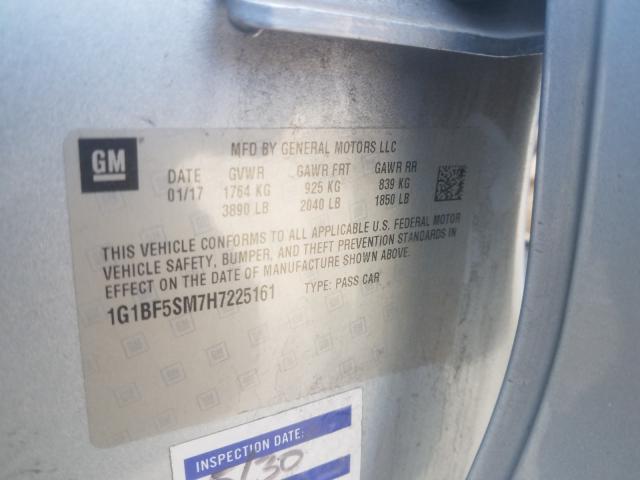 GM
MFD BY GENERAL MOTORS LLC
DATE GVWR GAWR FRT GAWR RR
01/17 1764 KG 925 KG 839 KG
3890 LB 2040 LB 1850 LB
THIS VEHICLE CONFORMS TO ALL APPLICABLE U.S. FEDERAL MOTOR
VEHICLE SAFETY, BUMPER, AND THEFT PREVENTION STANDARDS IN
EFFECT ON THE DATE OF MANUFACTURE SHOWN ABOVE.
1G1BF5SM7H7225161 TYPE: PASS CAR
INSPECTION DATE:
5/30